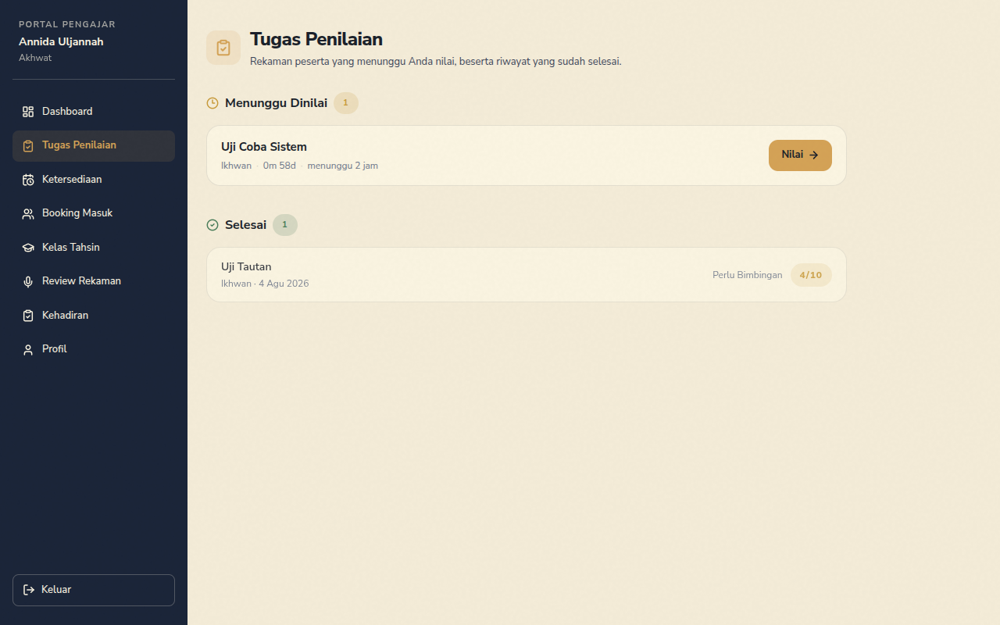 PORTAL PENGAJAR
Annida Uljannah
Akhwat
Dashboard
Tugas Penilaian
Ketersediaan
Booking Masuk
Kelas Tahsin
Review Rekaman
Kehadiran
Profil
Keluar
Tugas Penilaian
Rekaman peserta yang menunggu Anda nilai, beserta riwayat yang sudah selesai.
Menunggu Dinilai 1
Uji Coba Sistem
Ikhwan · 0m 58d · menunggu 2 jam
Nilai →
Selesai 1
Uji Tautan
Ikhwan · 4 Agu 2026
Perlu Bimbingan 4/10